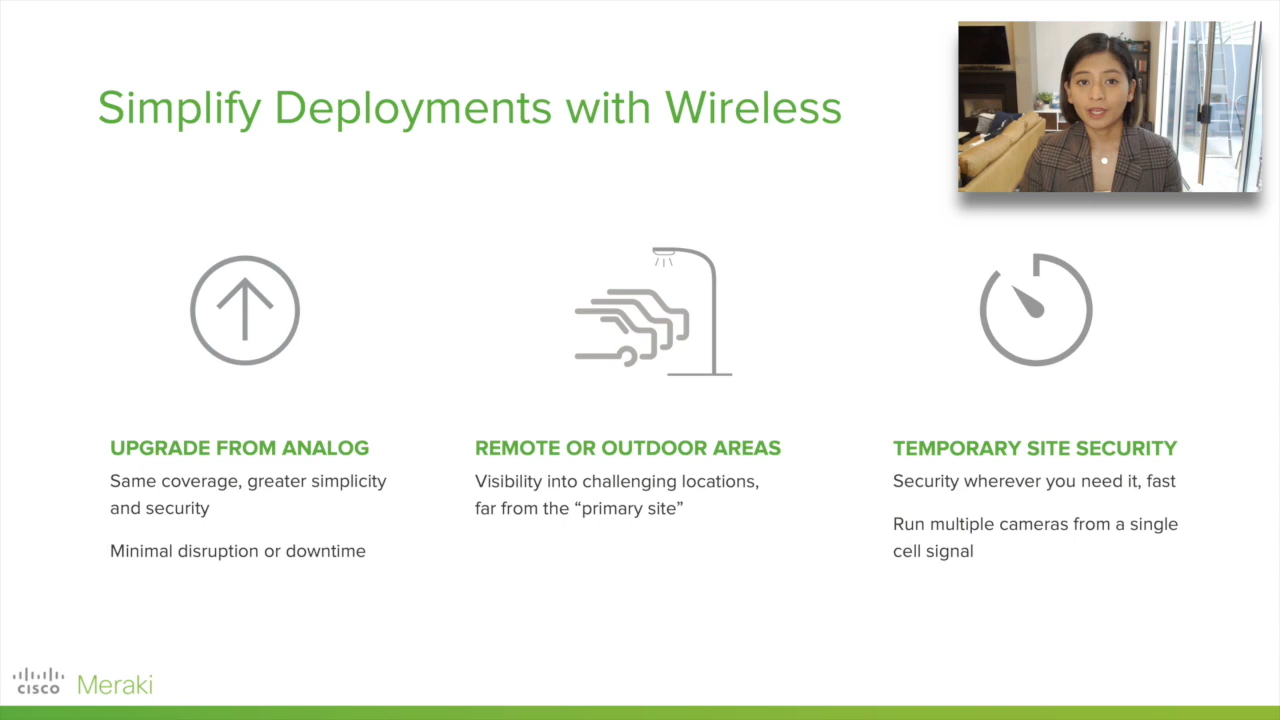 Simplify Deployments with Wireless
UPGRADE FROM ANALOG
Same coverage, greater simplicity
and security
Minimal disruption or downtime
REMOTE OR OUTDOOR AREAS
Visibility into challenging locations,
far from the “primary site”
TEMPORARY SITE SECURITY
Security wherever you need it, fast
Run multiple cameras from a single
cell signal
CISCO Meraki